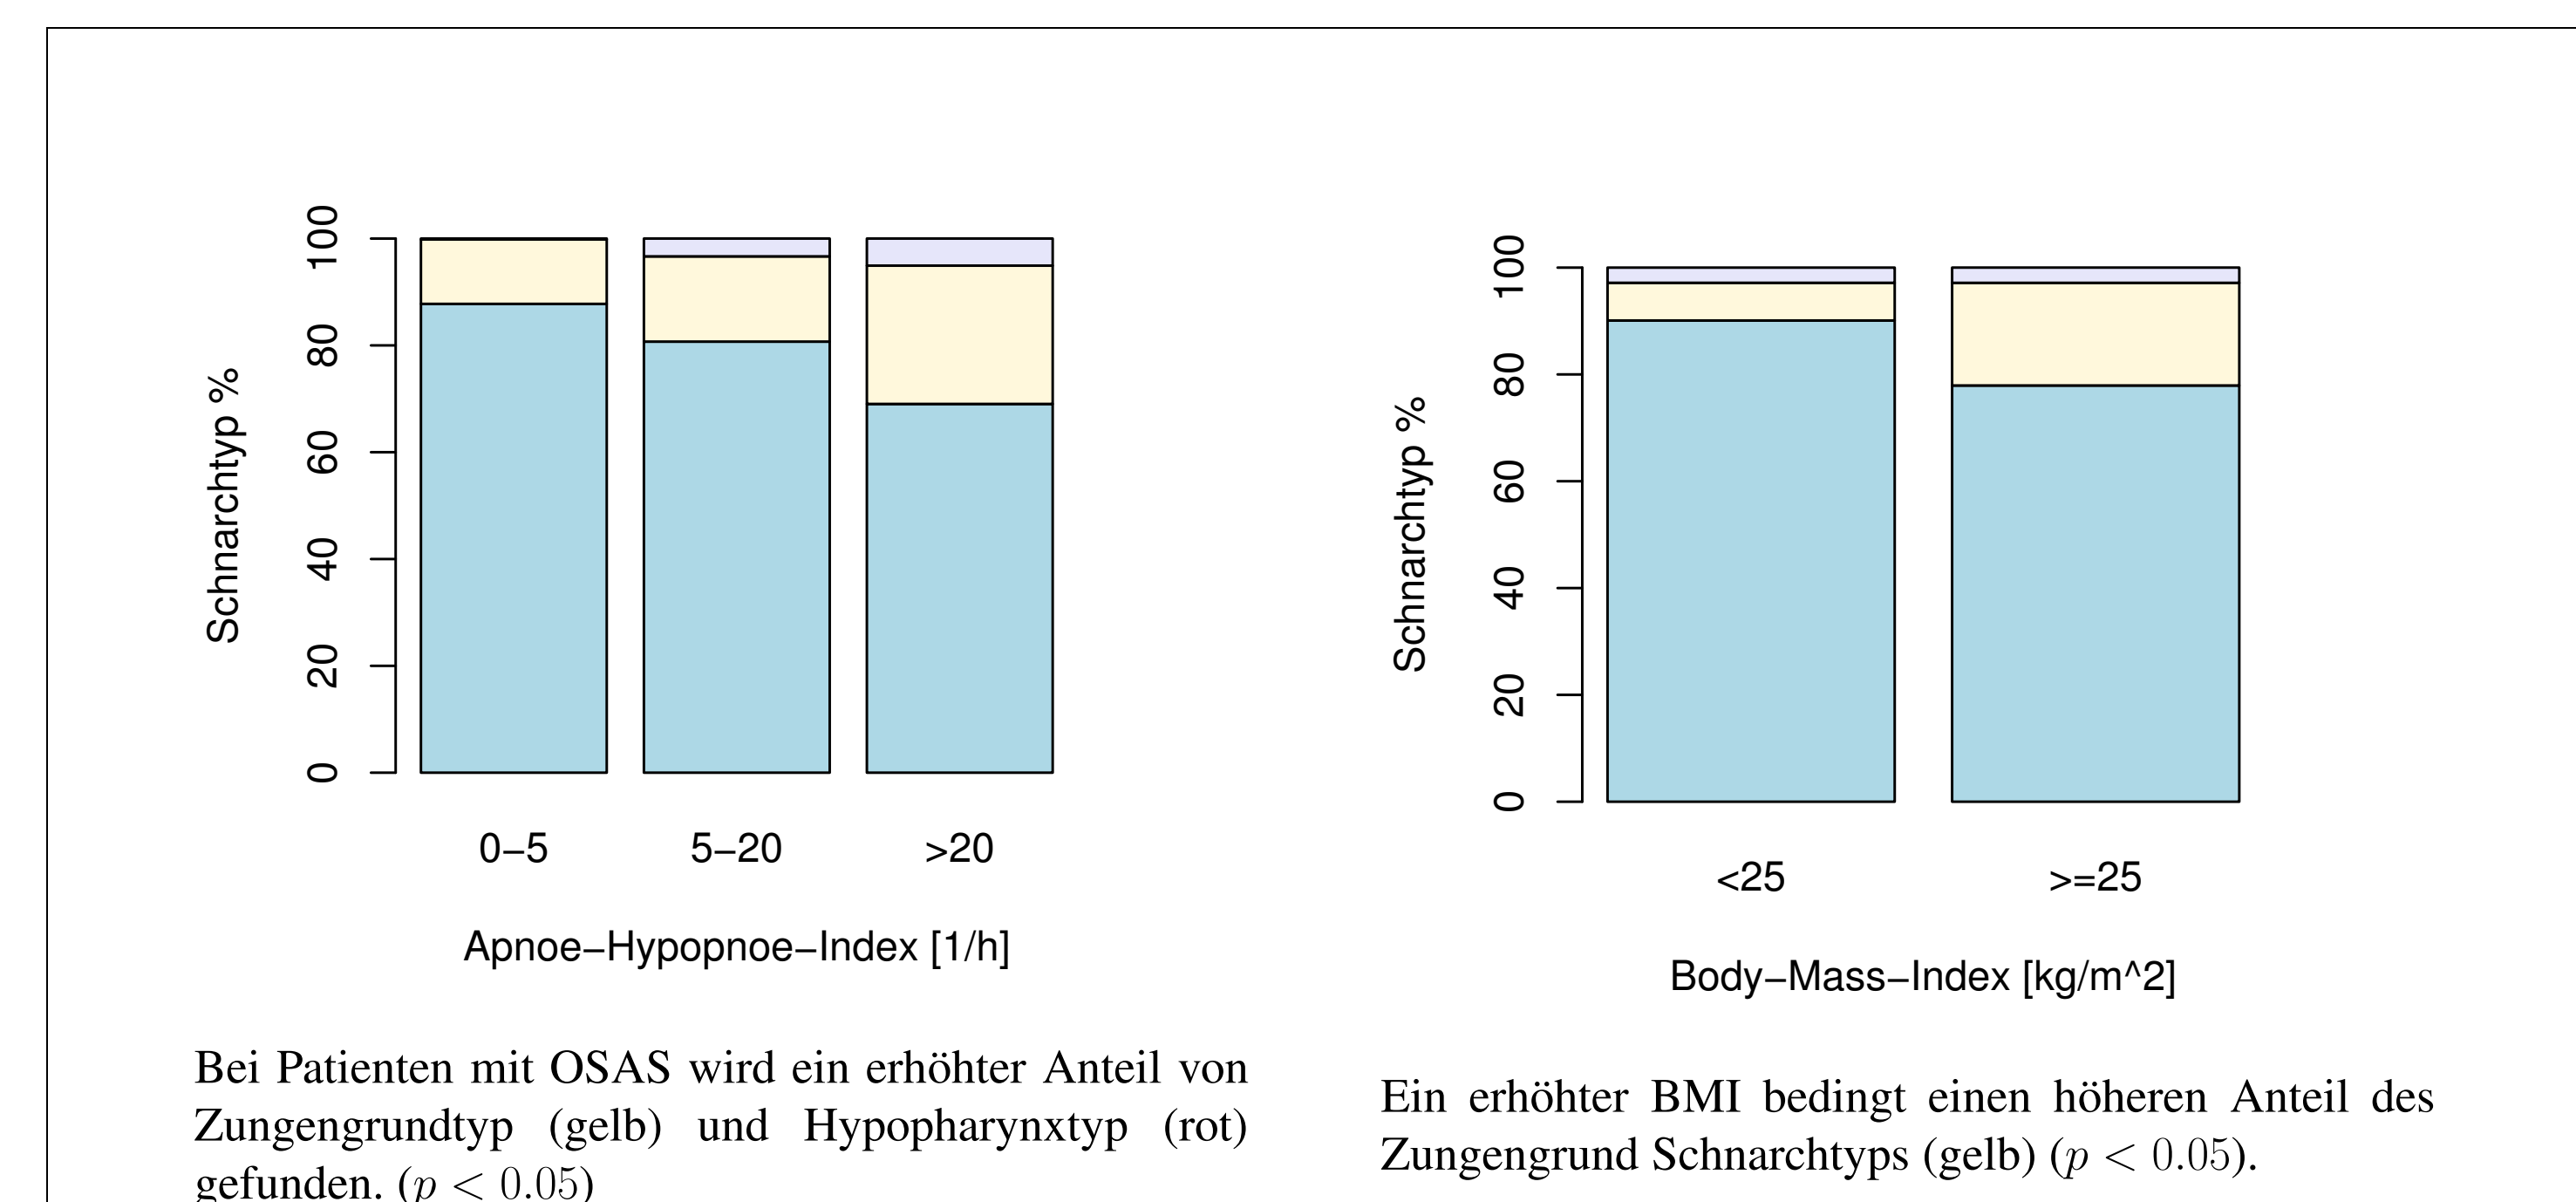 Schnarchtyp %
100
80
60
40
20
0
0–5 5–20 >20
Apnoe–Hypopnoe–Index [1/h]
Bei Patienten mit OSAS wird ein erhöhter Anteil von
Zungengrundtyp (gelb) und Hypopharynxtyp (rot)
gefunden. (p < 0.05)
Schnarchtyp %
100
80
60
40
20
0
<25 >=25
Body–Mass–Index [kg/m^2]
Ein erhöhter BMI bedingt einen höheren Anteil des
Zungengrund Schnarchtyps (gelb) (p < 0.05).